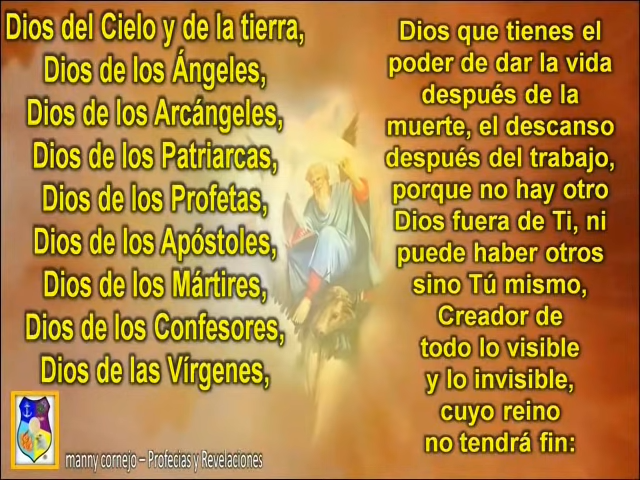 Dios del Cielo y de la tierra,
Dios de los Ángeles,
Dios de los Arcángeles,
Dios de los Patriarcas,
Dios de los Profetas,
Dios de los Apóstoles,
Dios de los Mártires,
Dios de los Confesores,
Dios de las Vírgenes,
Dios que tienes el
poder de dar la vida
después de la
muerte, el descanso
después del trabajo,
porque no hay otro
Dios fuera de Ti, ni
puede haber otros
sino Tú mismo,
Creador de
todo lo visible
y lo invisible,
cuyo reino
no tendrá fin:
manny cornejo – Profecias y Revelaciones